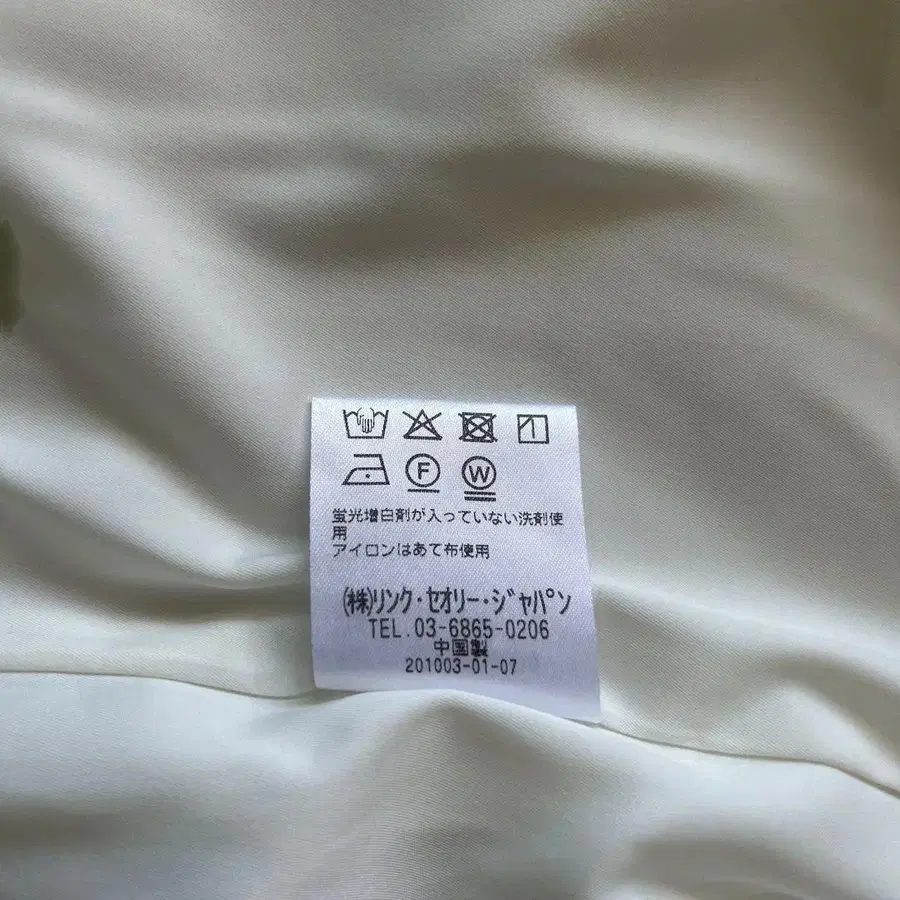 F W
蛍光増白剤が入っていない洗剤使
用
アイロンはあて布使用
(株)リンク・セオリー・ジャパン
TEL.03-6865-0206
中国製
201003-01-07